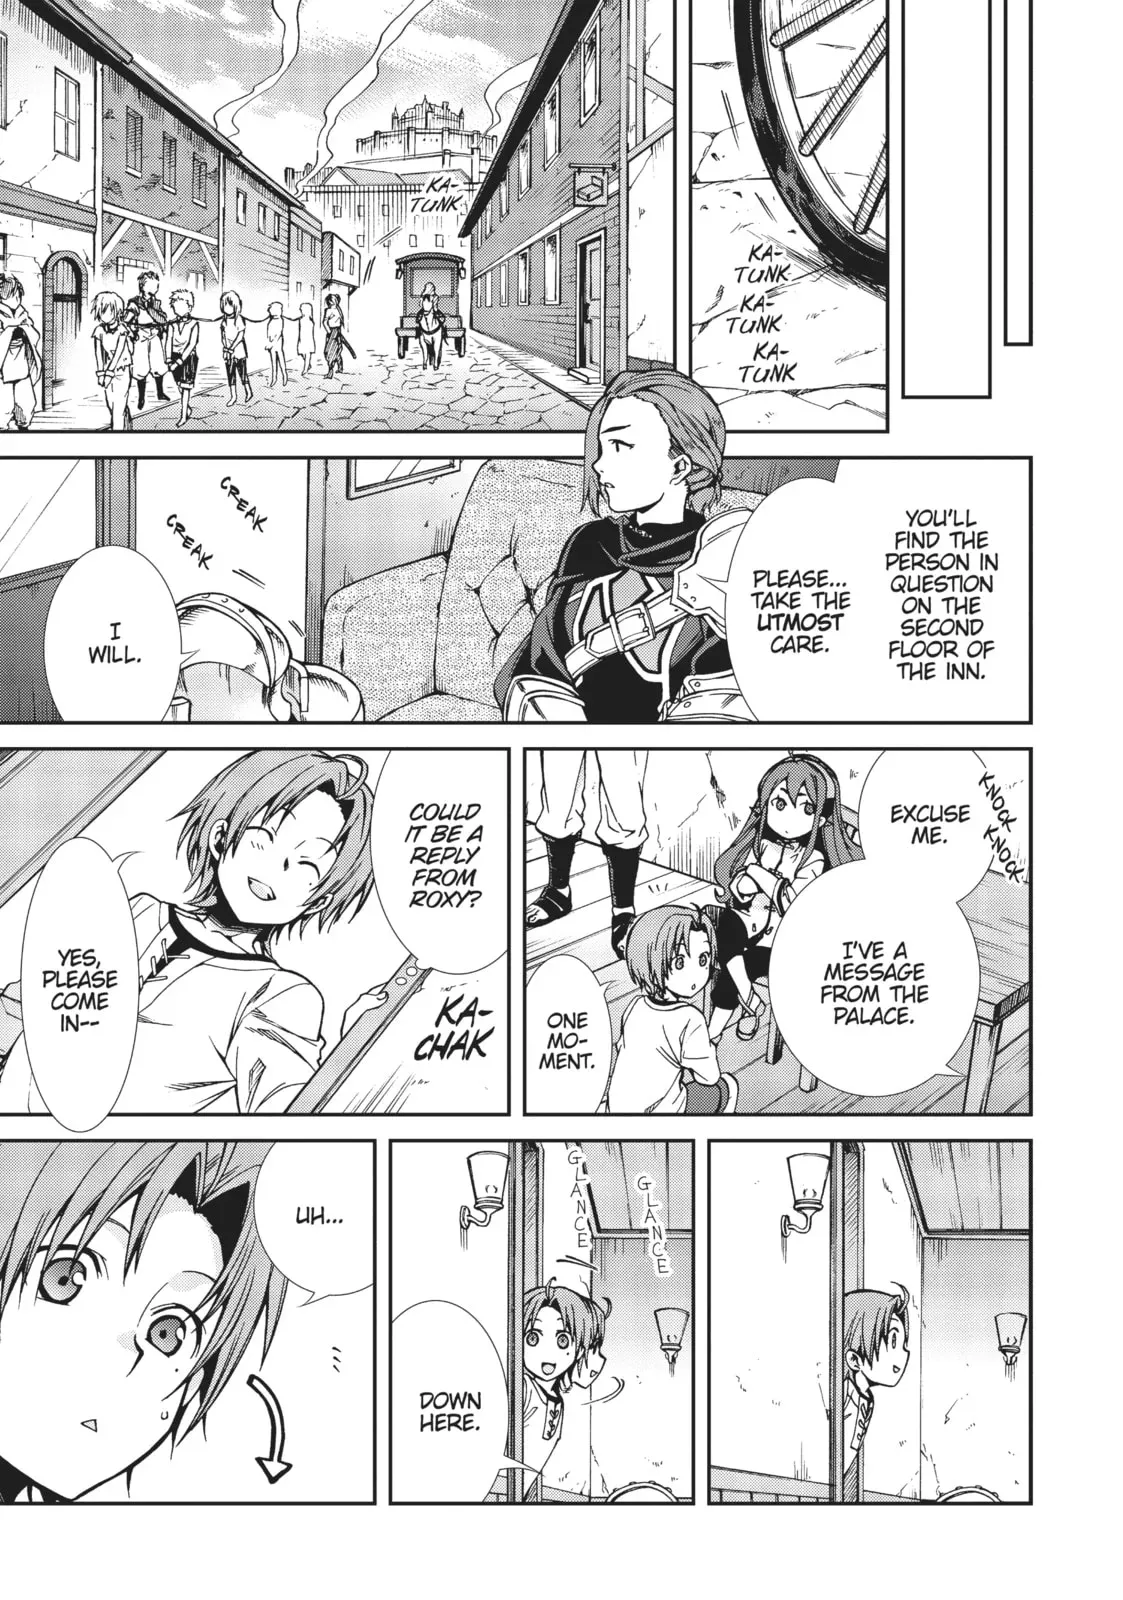 KA-
TUNK
KA-
TUNK
KA-
TUNK
KA-
TUNK
YOU'LL
FIND THE
PERSON IN
QUESTION
ON THE
SECOND
FLOOR OF
THE INN.
PLEASE...
TAKE THE
UTMOST
CARE.
CREAK
CREAK
I
WILL.
KNOCK
KNOCK
EXCUSE
ME.
I'VE A
MESSAGE
FROM THE
PALACE.
ONE
MO-
MENT.
COULD
IT BE A
REPLY
FROM
ROXY?
KA-
CHAK
YES,
PLEASE
COME
IN--
GLANCE
GLANCE
DOWN
HERE.
UH...